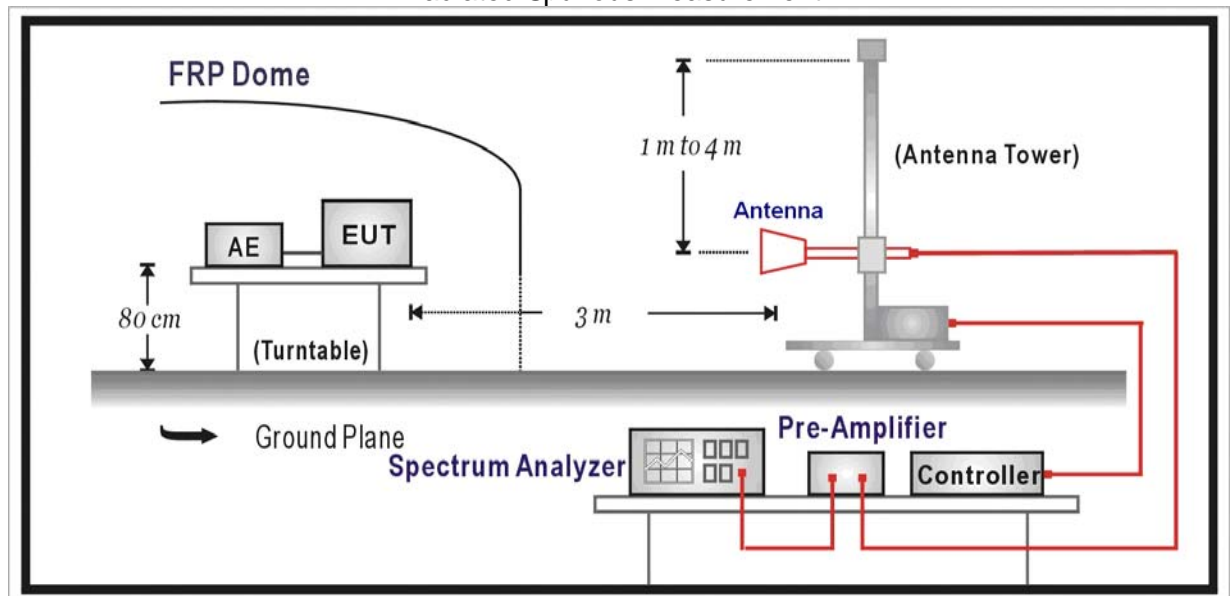 FRP Dome
1 m to 4 m
(Antenna Tower)
Antenna
AE
EUT
80 cm
3 m
(Turntable)
Ground Plane
Pre-Amplifier
Spectrum Analyzer
Controller